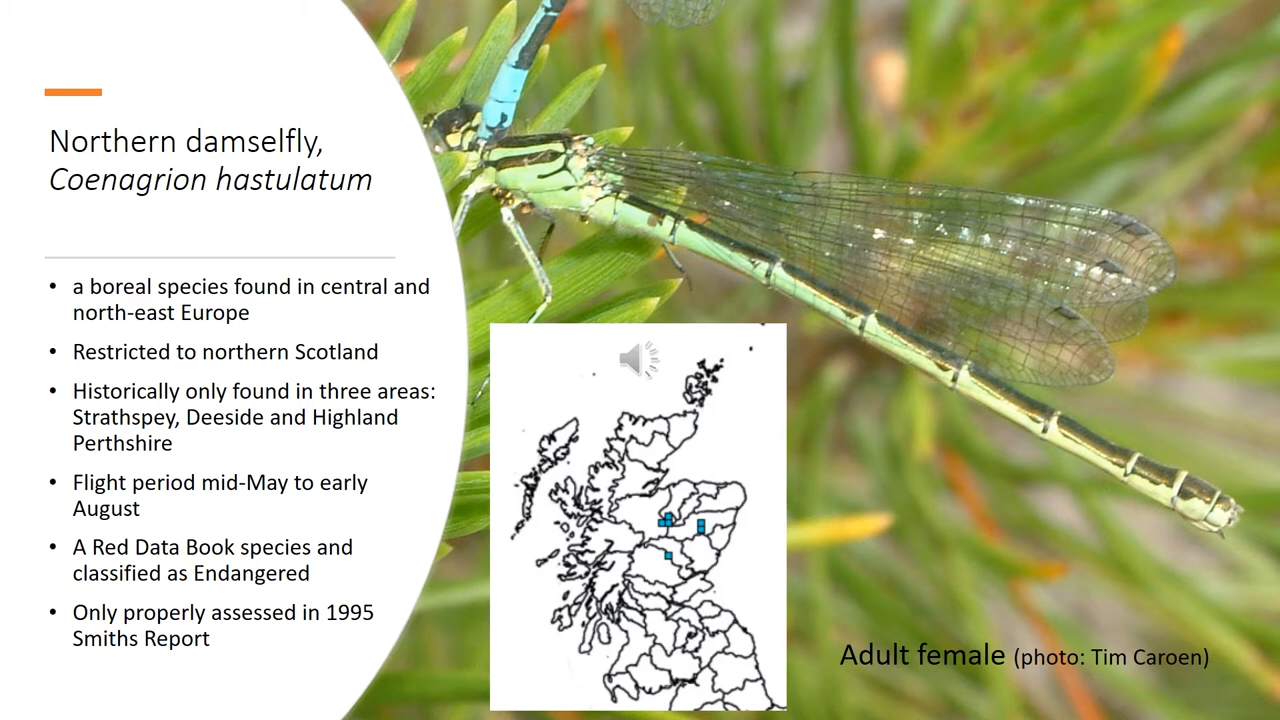 Northern damselfly,
Coenagrion hastulatum
• a boreal species found in central and
north-east Europe
• Restricted to northern Scotland
• Historically only found in three areas:
Strathspey, Deeside and Highland
Perthshire
• Flight period mid-May to early
August
• A Red Data Book species and
classified as Endangered
• Only properly assessed in 1995
Smiths Report
Adult female (photo: Tim Caroen)